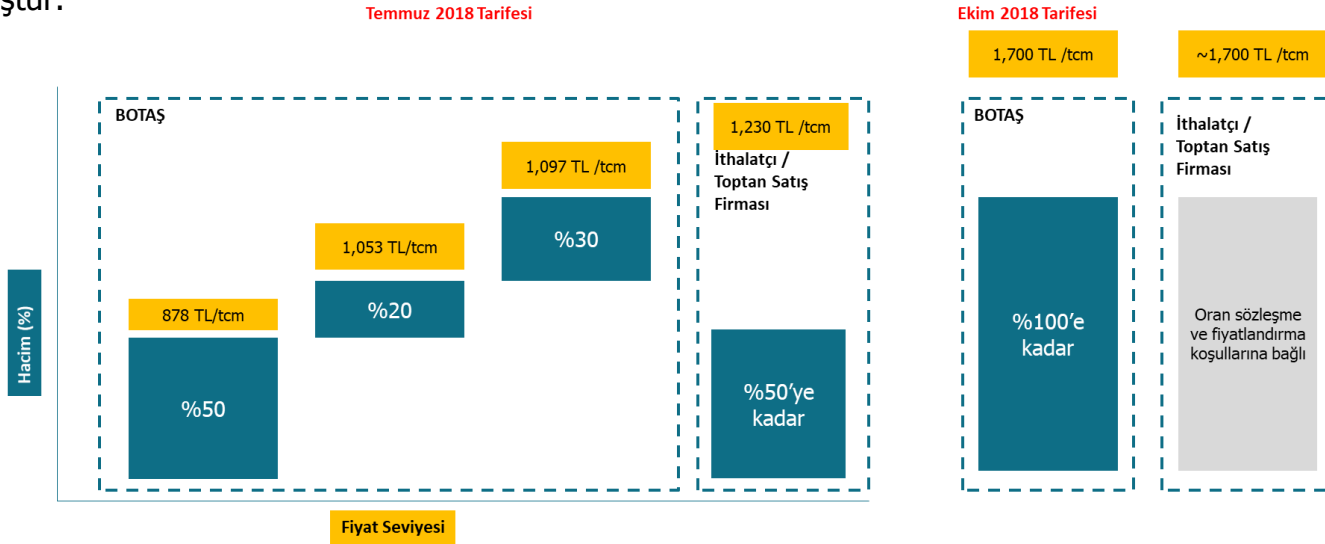 ştur.
Temmuz 2018 Tarifesi
Ekim 2018 Tarifesi
1,700 TL /tcm
~1,700 TL /tcm
BOTAŞ
1,230 TL /tcm
İthalatçı /
Toptan Satış
Firması
BOTAŞ
İthalatçı /
Toptan Satış
Firması
1,097 TL /tcm
%30
1,053 TL/tcm
%20
878 TL/tcm
%50
%50’ye
kadar
%100’e
kadar
Oran sözleşme
ve fiyatlandırma
koşullarına bağlı
Hacim (%)
Fiyat Seviyesi